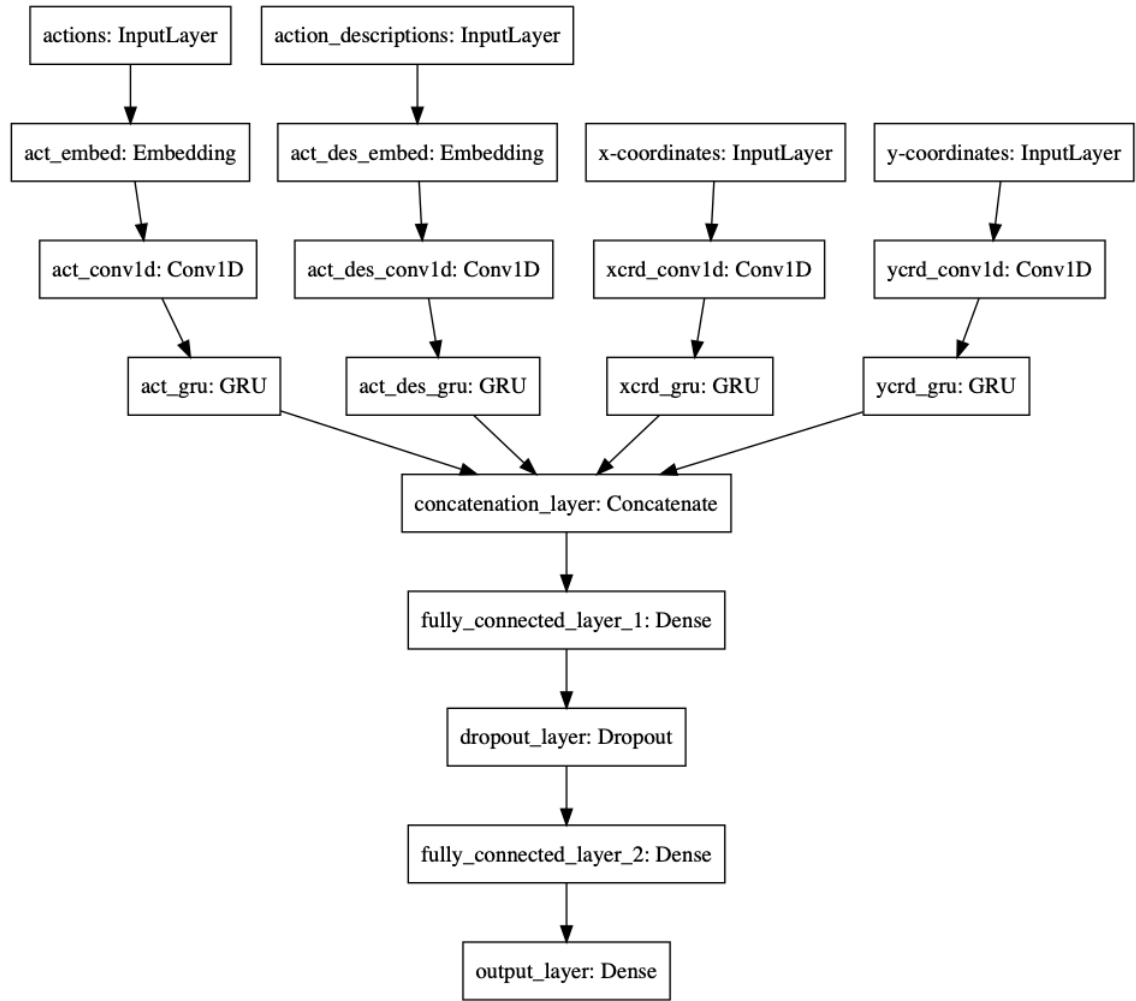 actions: InputLayer
action_descriptions: InputLayer
act_embed: Embedding
act_des_embed: Embedding
x-coordinates: InputLayer
y-coordinates: InputLayer
act_conv1d: Conv1D
act_des_conv1d: Conv1D
xcrd_conv1d: Conv1D
ycrd_conv1d: Conv1D
act_gru: GRU
act_des_gru: GRU
xcrd_gru: GRU
ycrd_gru: GRU
concatenation_layer: Concatenate
fully_connected_layer_1: Dense
dropout_layer: Dropout
fully_connected_layer_2: Dense
output_layer: Dense